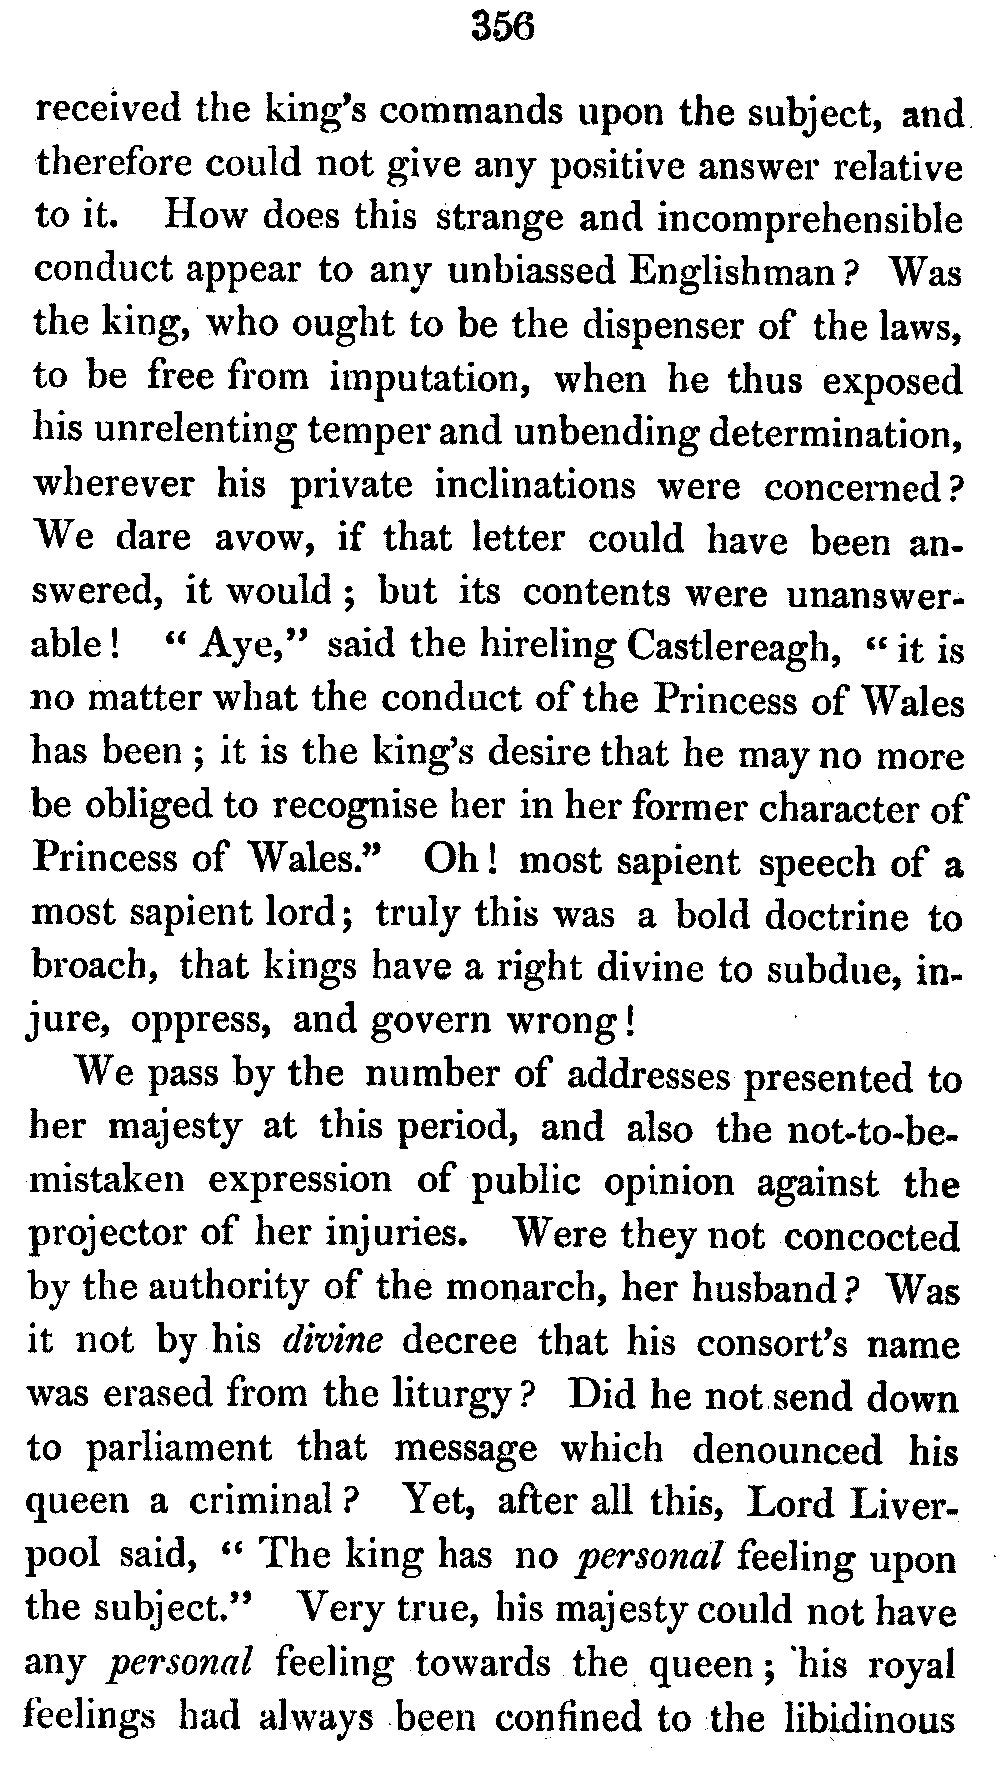 356
received the king's commands upon the subject, and
therefore could not give any positive answer relative
to it. How does this strange and incomprehensible
conduct appear to any unbiassed Englishman? Was
the king, who ought to be the dispenser of the laws,
to be free from imputation, when he thus exposed
his unrelenting temper and unbending determination,
wherever his private inclinations were concerned?
We dare avow, if that letter could have been an-
swered, it would; but its contents were unanswer-
able! "Aye," said the hireling Castlereagh, "it is
no matter what the conduct of the Princess of Wales
has been; it is the king's desire that he may no more
be obliged to recognise her in her former character of
Princess of Wales." Oh! most sapient speech of a
most sapient lord; truly this was a bold doctrine to
broach, that kings have a right divine to subdue, in-
jure, oppress, and govern wrong!
We pass by the number of addresses presented to
her majesty at this period, and also the not-to-be-
mistaken expression of public opinion against the
projector of her injuries. Were they not concocted
by the authority of the monarch, her husband? Was
it not by his divine decree that his consort's name
was erased from the liturgy? Did he not send down
to parliament that message which denounced his
queen a criminal? Yet, after all this, Lord Liver-
pool said, "The king has no personal feeling upon
the subject." Very true, his majesty could not have
any personal feeling towards the queen; his royal
feelings had always been confined to the libidinous